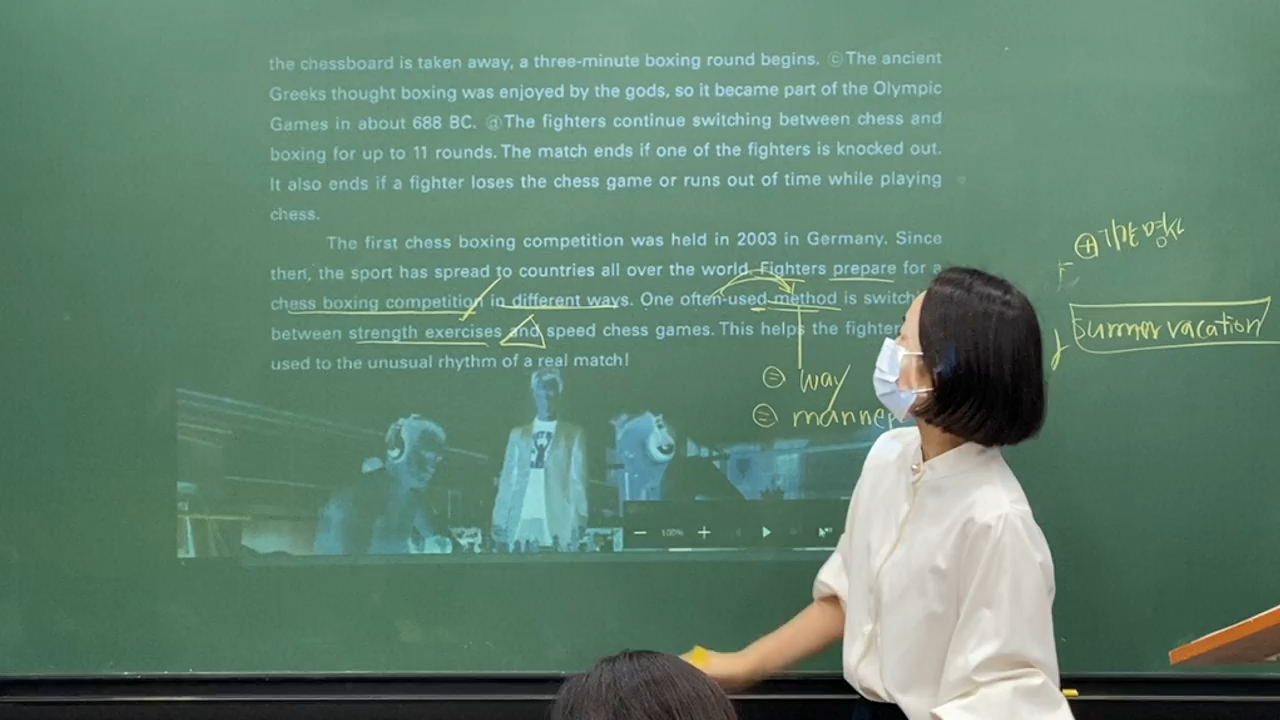 the chessboard is taken away, a three-minute boxing round begins. ⓒThe ancient
Greeks thought boxing was enjoyed by the gods, so it became part of the Olympic
Games in about 688 BC. ⓓThe fighters continue switching between chess and
boxing for up to 11 rounds. The match ends if one of the fighters is knocked out.
It also ends if a fighter loses the chess game or runs out of time while playing
chess.
The first chess boxing competition was held in 2003 in Germany. Since
then, the sport has spread to countries all over the world. Fighters prepare for a
chess boxing competition in different ways. One often-used method is switch
between strength exercises and speed chess games. This helps the fighter
used to the unusual rhythm of a real match!
= way
= manner
100%
+
summer vacation